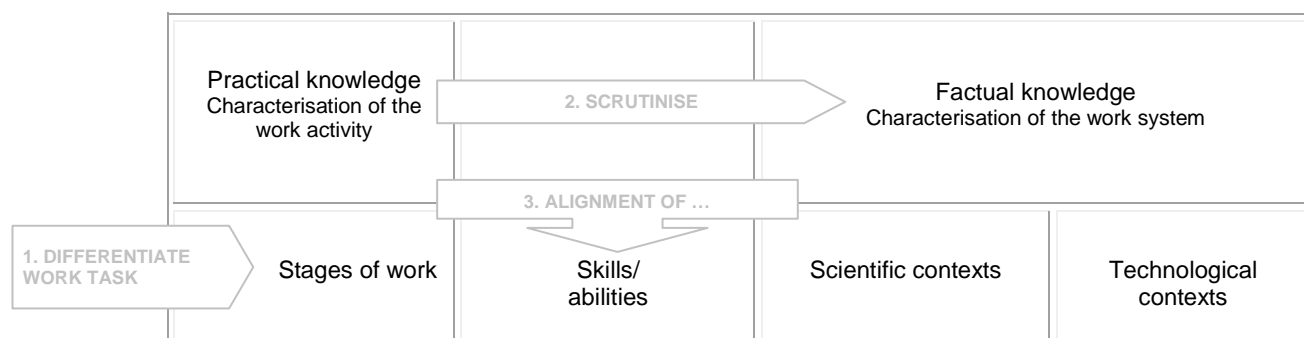 Practical knowledge
Characterisation of the
work activity
2. SCRUTINISE
Factual knowledge
Characterisation of the work system
3. ALIGNMENT OF …
1. DIFFERENTIATE
WORK TASK
Stages of work
Skills/
abilities
Scientific contexts
Technological
contexts